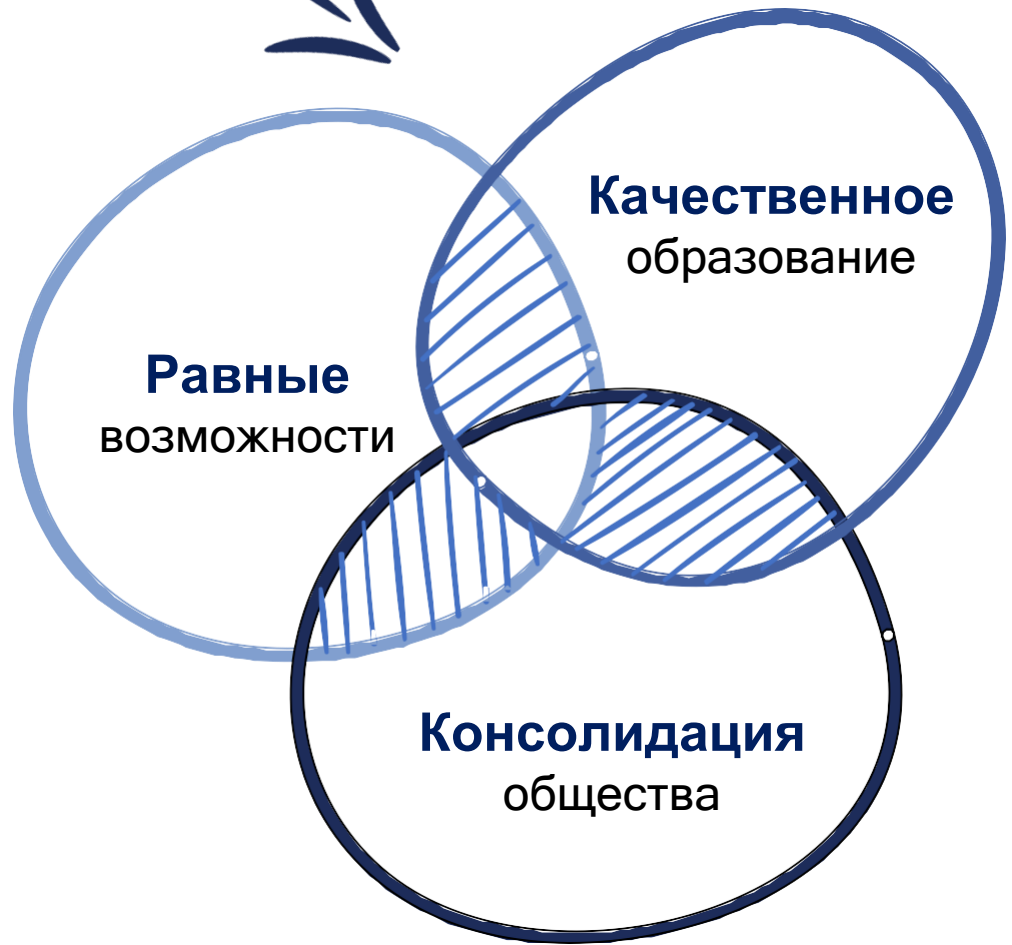 Качественное
образование
Равные
возможности
Консолидация
общества